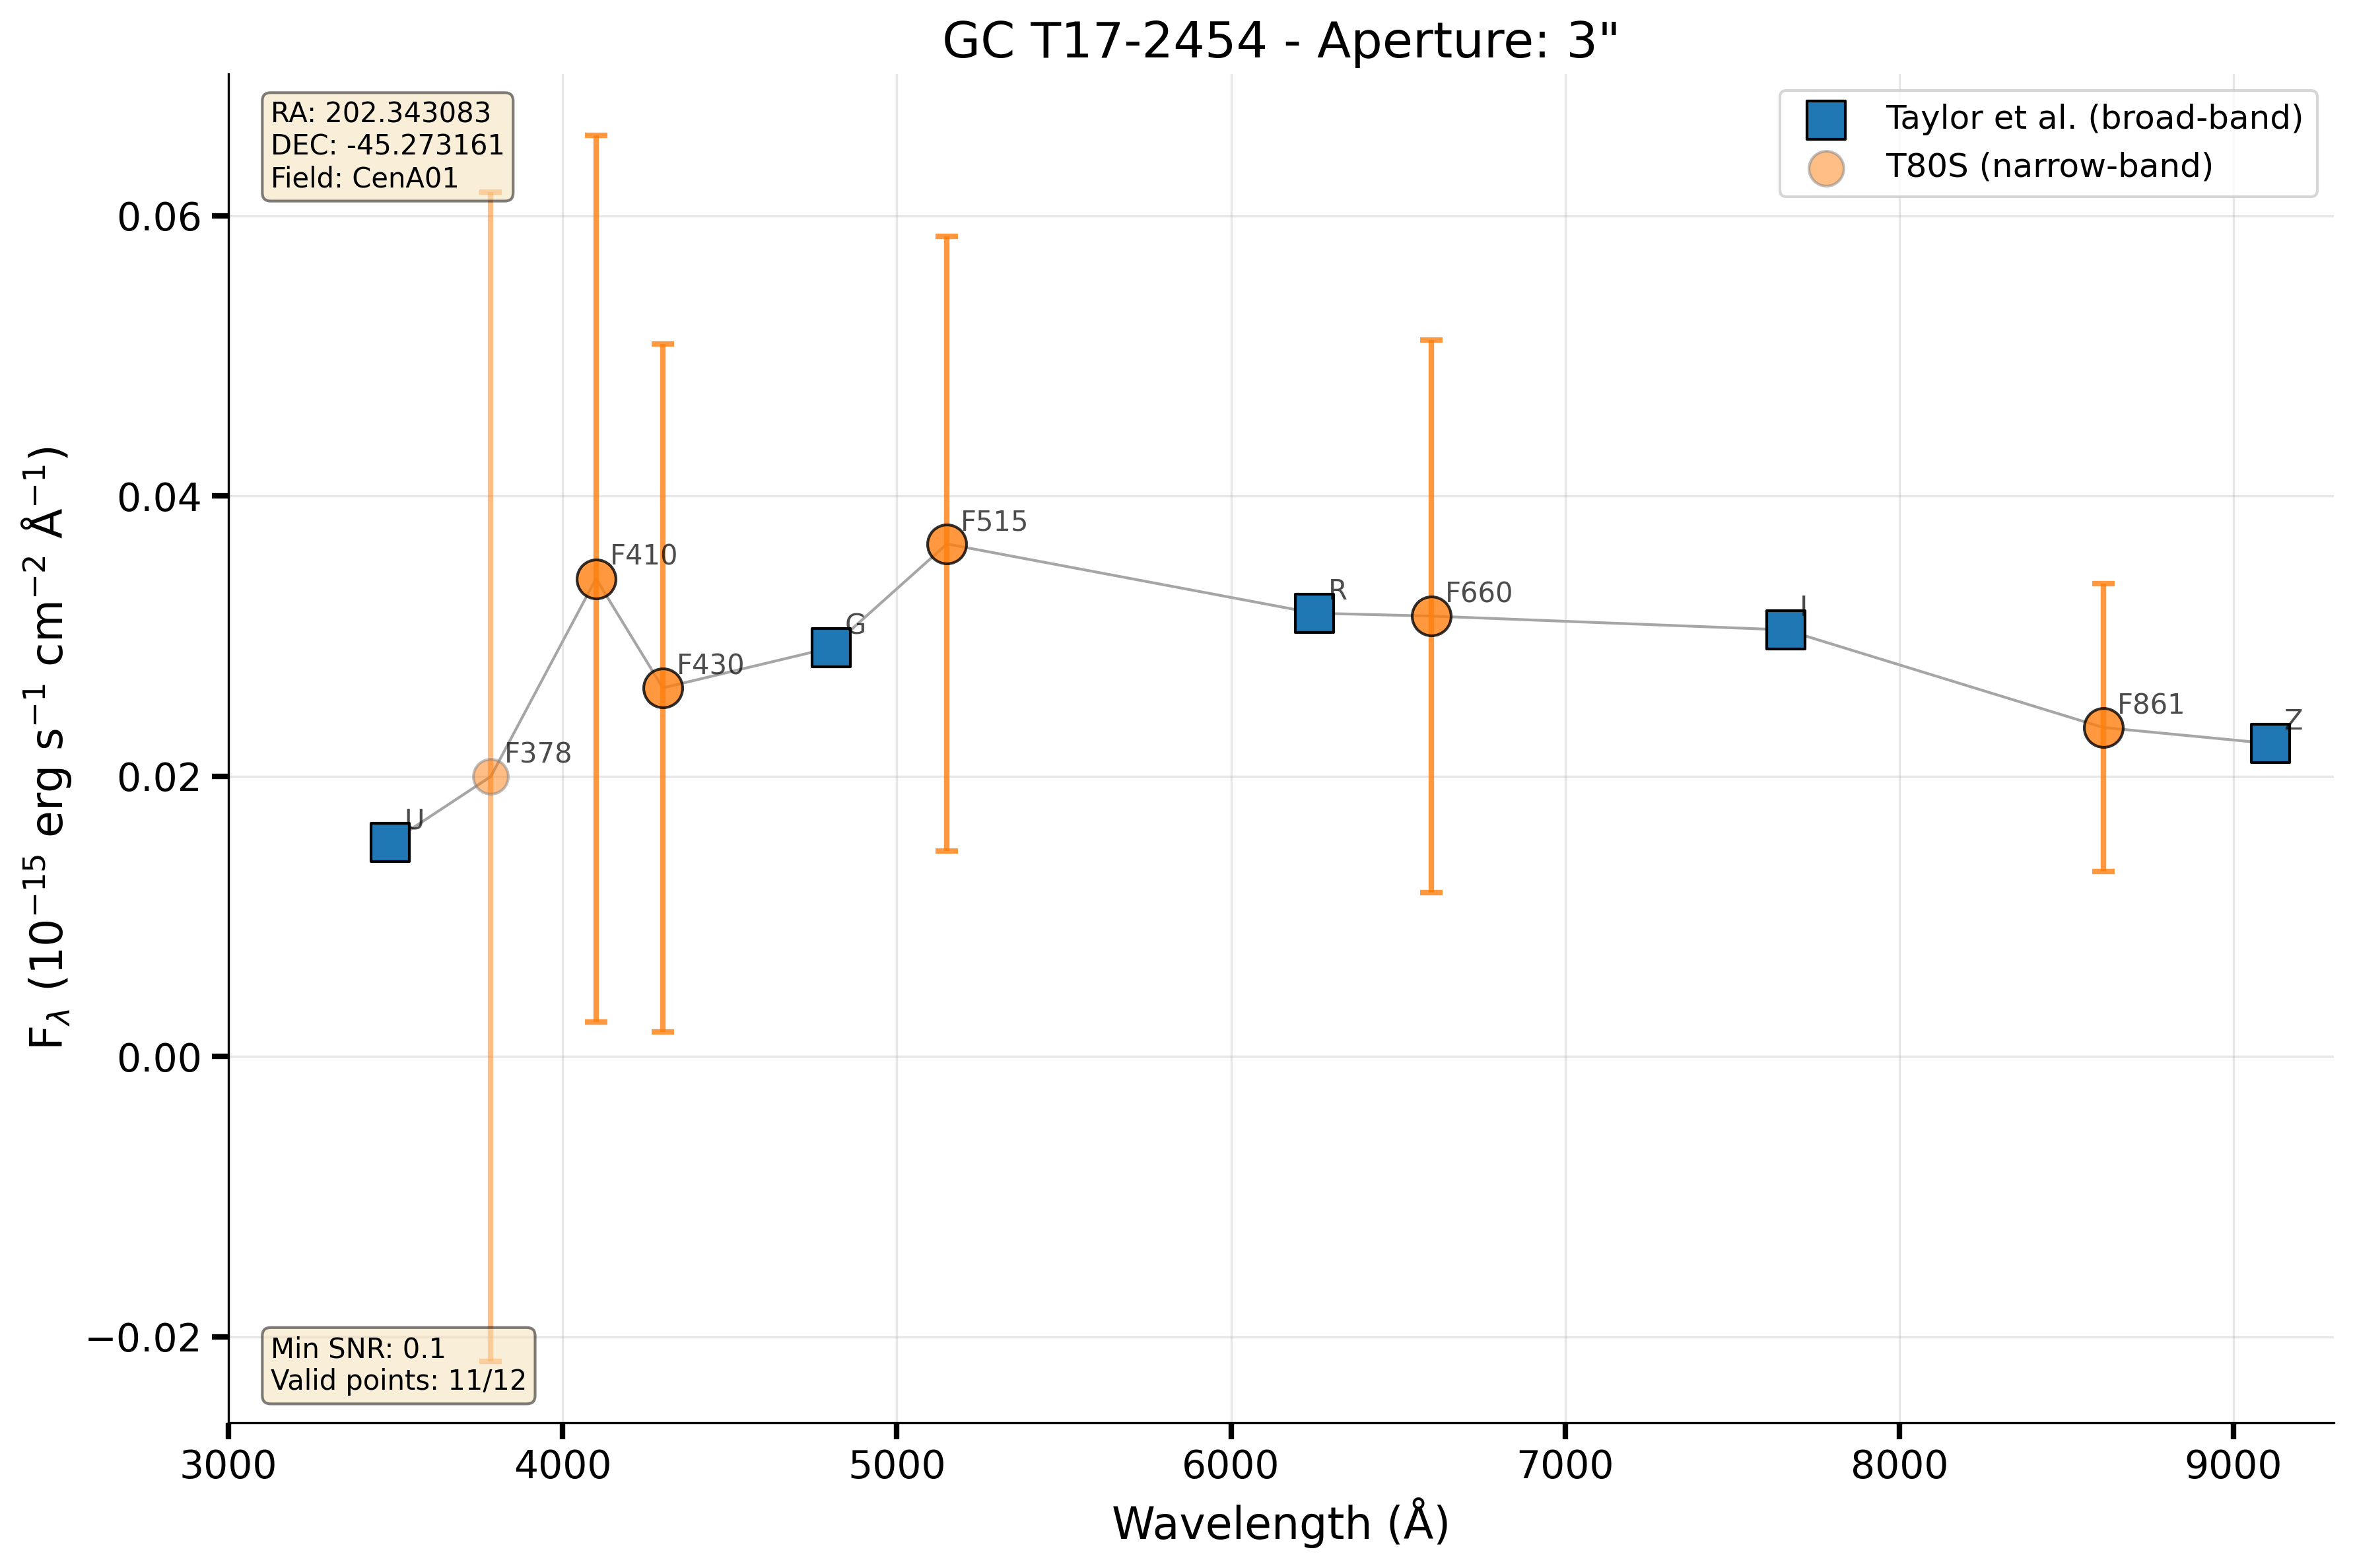 GC T17-2454 - Aperture: 3"
RA: 202.343083
DEC: -45.273161
Field: CenA01
Taylor et al. (broad-band)
T80S (narrow-band)
0.06
0.04
0.02
0.00
−0.02
F_λ (10⁻¹⁵ erg s⁻¹ cm⁻² Å⁻¹)
U
F378
F410
F430
G
F515
R
F660
I
F861
Z
Min SNR: 0.1
Valid points: 11/12
3000
4000
5000
6000
7000
8000
9000
Wavelength (Å)